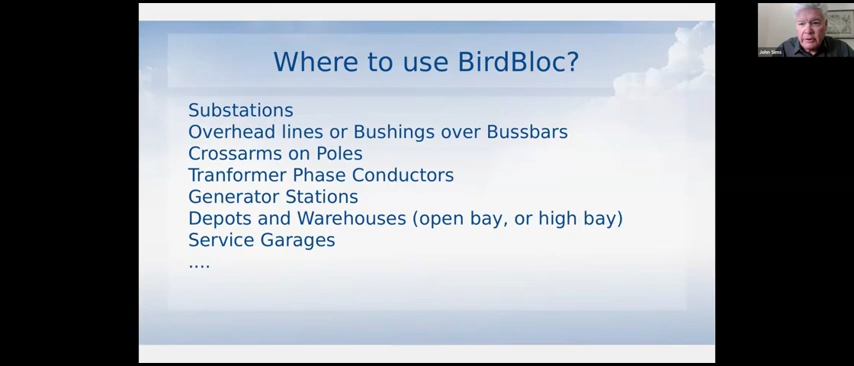 Where to use BirdBloc?
Substations
Overhead lines or Bushings over Bussbars
Crossarms on Poles
Tranformer Phase Conductors
Generator Stations
Depots and Warehouses (open bay, or high bay)
Service Garages
....
John Sims